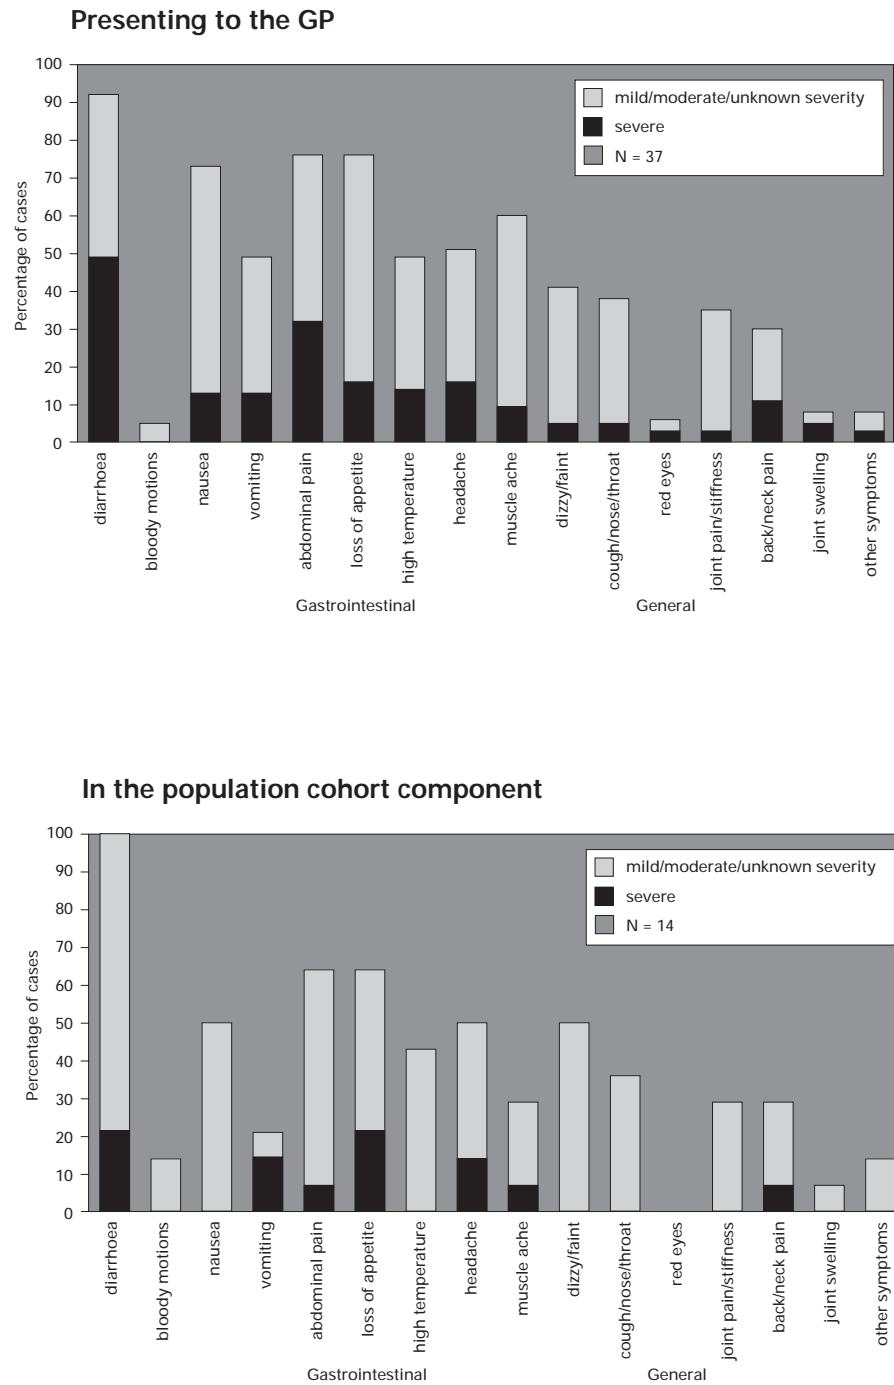 Presenting to the GP
100
90
80
70
60
50
40
30
20
10
0
Percentage of cases
mild/moderate/unknown severity
severe
N = 37
diarrhoea
bloody motions
nausea
vomiting
abdominal pain
loss of appetite
high temperature
headache
muscle ache
dizzy/faint
cough/nose/throat
red eyes
joint pain/stiffness
back/neck pain
joint swelling
other symptoms
Gastrointestinal
General
In the population cohort component
100
90
80
70
60
50
40
30
20
10
0
Percentage of cases
mild/moderate/unknown severity
severe
N = 14
diarrhoea
bloody motions
nausea
vomiting
abdominal pain
loss of appetite
high temperature
headache
muscle ache
dizzy/faint
cough/nose/throat
red eyes
joint pain/stiffness
back/neck pain
joint swelling
other symptoms
Gastrointestinal
General